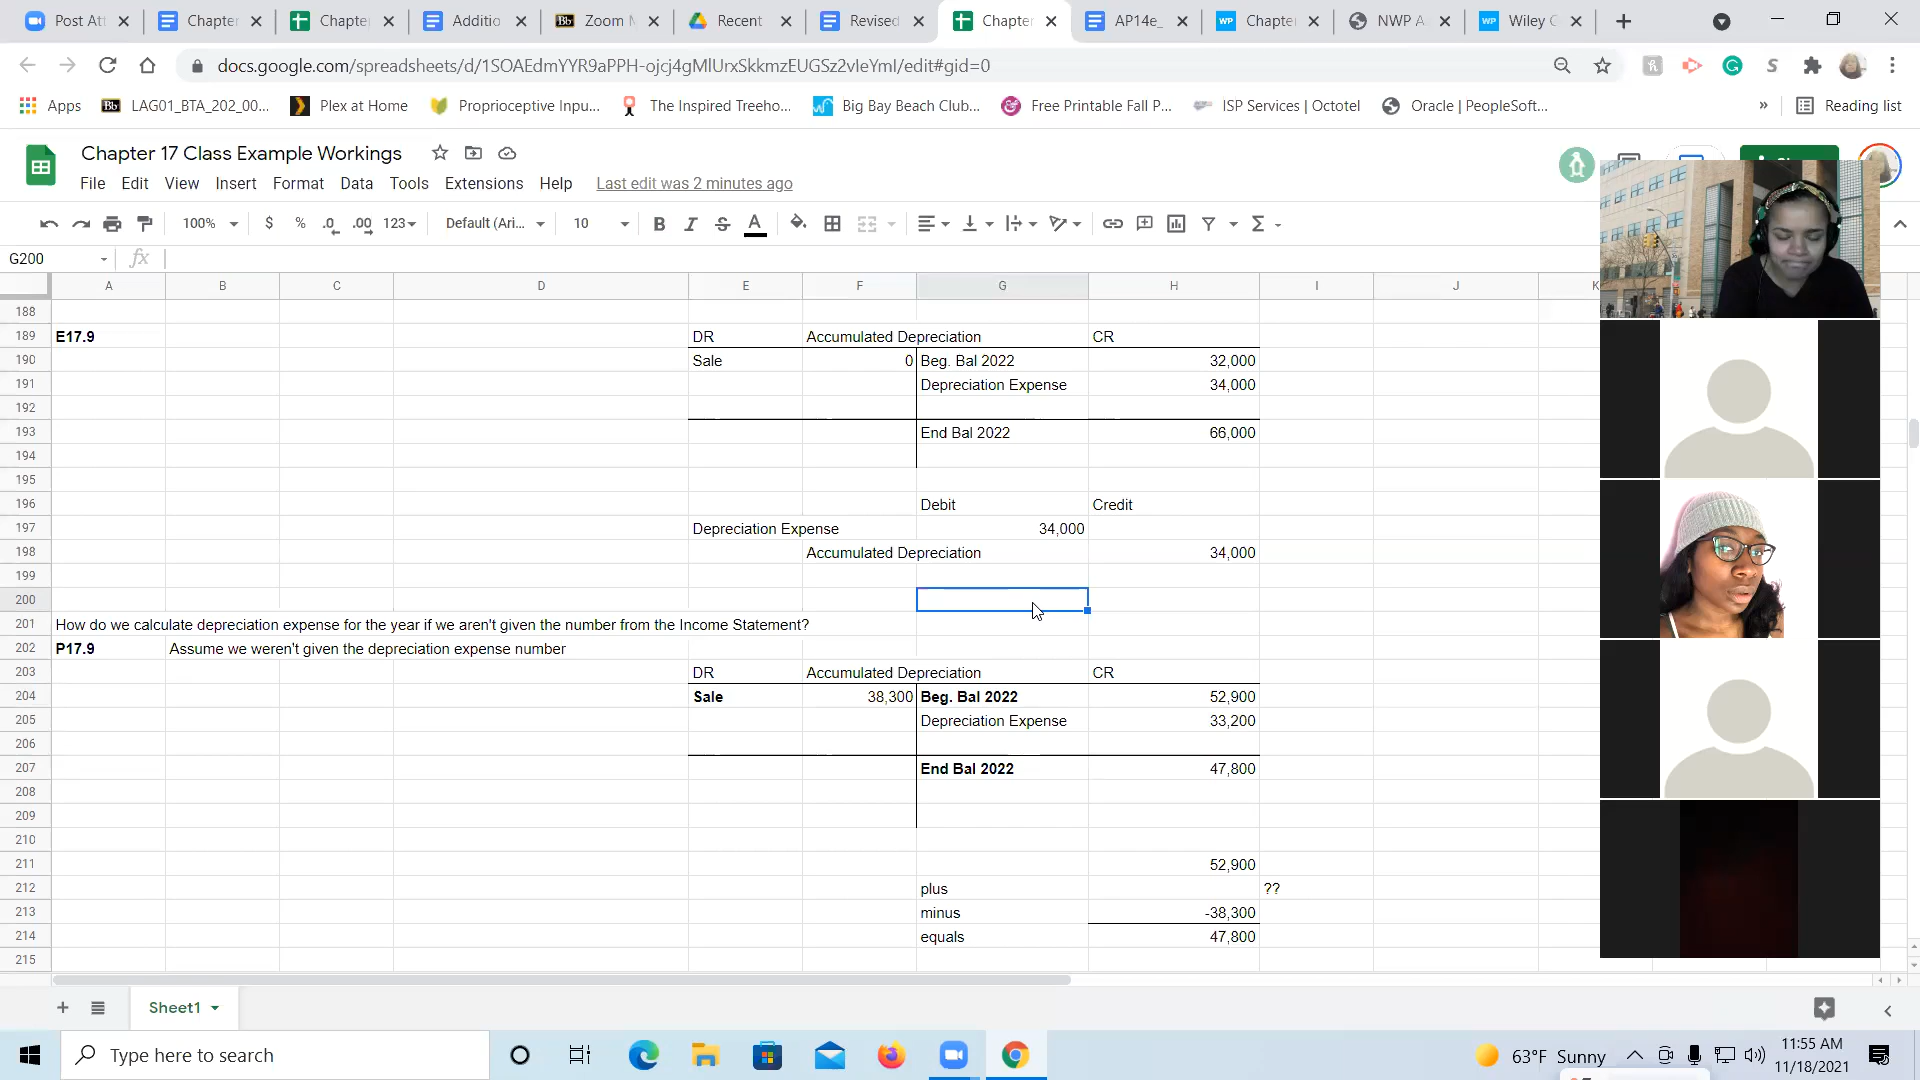 Post Att
Chapter
Chapte
Additio
Zoom M
Recent
Revised
Chapter
AP14e_
Chapte
NWP A
Wiley C
docs.google.com/spreadsheets/d/1SOAEdmYYR9aPPH-ojcj4gMlUrxSkkmzEUGSz2vIeYmI/edit#gid=0
Apps
Bb LAG01_BTA_202_00...
Plex at Home
Proprioceptive Inpu...
The Inspired Treeho...
Big Bay Beach Club...
Free Printable Fall P...
ISP Services | Octotel
Oracle | PeopleSoft...
» Reading list
Chapter 17 Class Example Workings
File Edit View Insert Format Data Tools Extensions Help Last edit was 2 minutes ago
100% $ % .0 .00 123 Default (Ari... 10 B I S A
G200 fx
A B C D E F G H I J K
188
189 E17.9 DR Accumulated Depreciation CR
190 Sale 0 Beg. Bal 2022 32,000
191 Depreciation Expense 34,000
192
193 End Bal 2022 66,000
194
195
196 Debit Credit
197 Depreciation Expense 34,000
198 Accumulated Depreciation 34,000
199
200
201 How do we calculate depreciation expense for the year if we aren't given the number from the Income Statement?
202 P17.9 Assume we weren't given the depreciation expense number
203 DR Accumulated Depreciation CR
204 Sale 38,300 Beg. Bal 2022 52,900
205 Depreciation Expense 33,200
206
207 End Bal 2022 47,800
208
209
210
211 52,900
212 plus ??
213 minus -38,300
214 equals 47,800
215
Sheet1
Type here to search
63°F Sunny
11:55 AM
11/18/2021